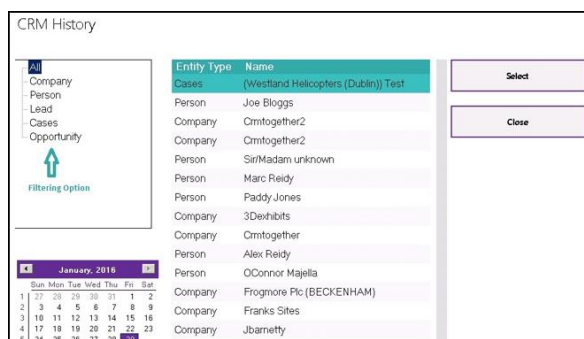 CRM History
All
Company
Person
Lead
Cases
Opportunity
Filtering Option
Entity Type Name
Cases (Westland Helicopters (Dublin)) Test
Person Joe Bloggs
Company Crmtogether2
Company Crmtogether2
Person Sir/Madam unknown
Person Marc Reidy
Person Paddy Jones
Company 3Dexhibits
Company Crmtogether
Person Alex Reidy
Person OConnor Majella
Company Frogmore Plc (BECKENHAM)
Company Franks Sites
Company Jbarnetty
Select
Close
January, 2016
Sun Mon Tue Wed Thu Fri Sat
1 27 28 29 30 31 1 2
2 3 4 5 6 7 8 9
3 10 11 12 13 14 15 16
4 17 18 19 20 21 22 23